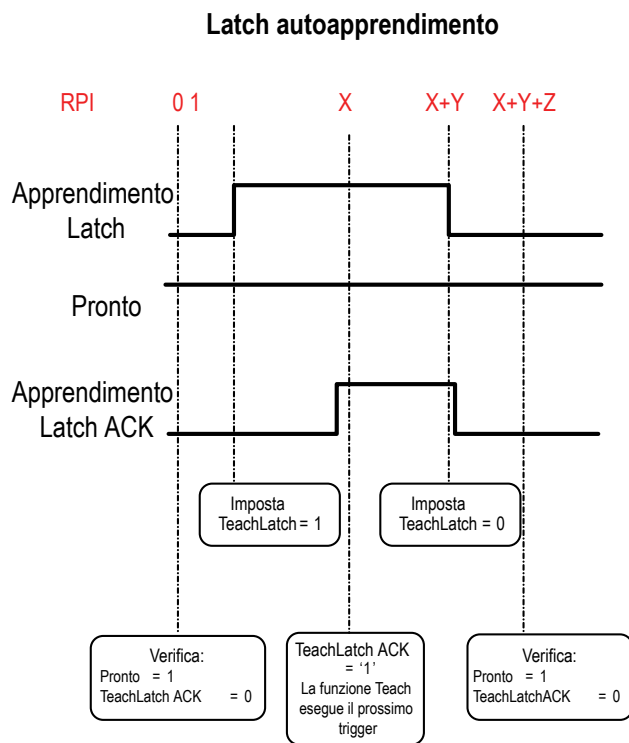 Latch autoapprendimento
RPI 0 1 X X+Y X+Y+Z
Apprendimento
Latch
Pronto
Apprendimento
Latch ACK
Imposta
TeachLatch = 1
Imposta
TeachLatch = 0
Verifica:
Pronto = 1
TeachLatch ACK = 0
TeachLatch ACK
= ‘1’
La funzione Teach
esegue il prossimo
trigger
Verifica:
Pronto = 1
TeachLatchACK = 0